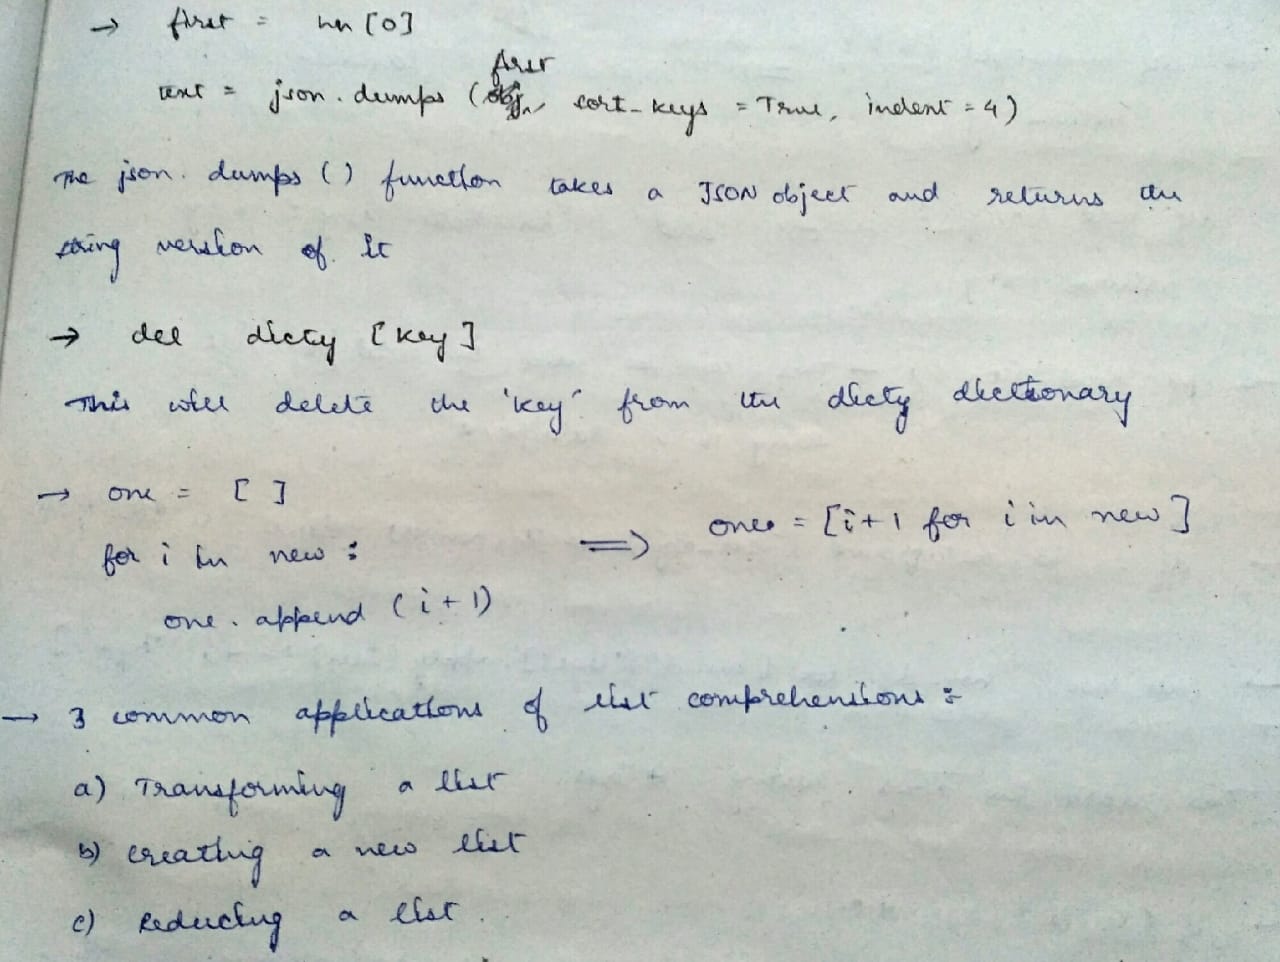 → first = hn [0]
first
text = json.dumps (obj, sort_keys = True, indent = 4)
The json.dumps () function takes a JSON object and returns the
string version of it
→ del dicty [key]
This will delete the 'key' from the dicty dictionary
→ one = [ ]
for i in new :
one.append (i+1)
⇒ one = [i+1 for i in new]
→ 3 common applications of list comprehensions :-
a) Transforming a list
b) creating a new list
c) Reducing a list.